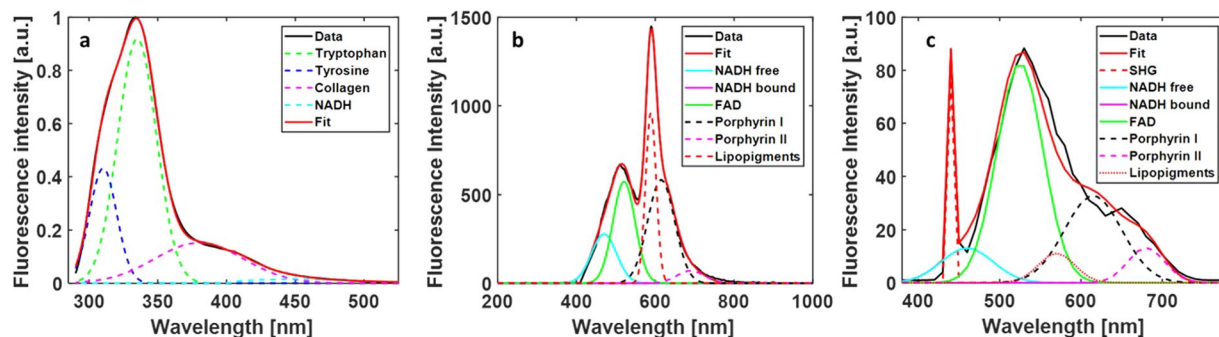 a
Fluorescence Intensity [a.u.]
1
0.8
0.6
0.4
0.2
0
300
350
400
450
500
Wavelength [nm]
Data
Tryptophan
Tyrosine
Collagen
NADH
Fit
b
Fluorescence Intensity [a.u.]
1500
1000
500
0
200
400
600
800
1000
Wavelength [nm]
Data
Fit
NADH free
NADH bound
FAD
Porphyrin I
Porphyrin II
Lipopigments
c
Fluorescence Intensity [a.u.]
100
80
60
40
20
0
400
500
600
700
Wavelength [nm]
Data
Fit
SHG
NADH free
NADH bound
FAD
Porphyrin I
Porphyrin II
Lipopigments